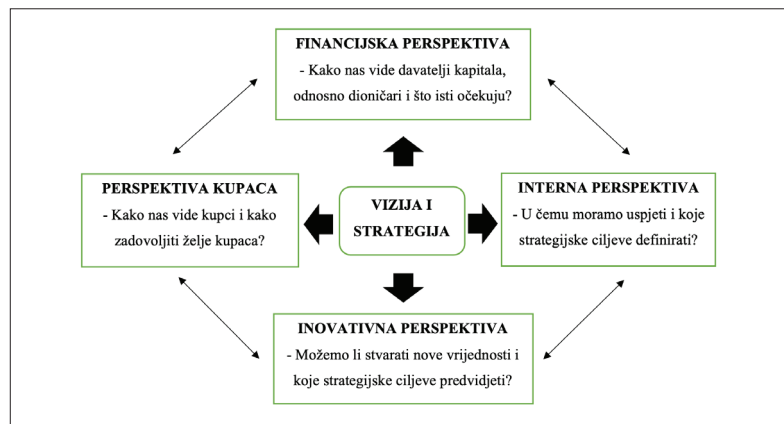 FINANCIJSKA PERSPEKTIVA
- Kako nas vide davatelji kapitala,
odnosno dioničari i što isti očekuju?
PERSPEKTIVA KUPACA
- Kako nas vide kupci i kako
zadovoljiti želje kupaca?
VIZIJA I
STRATEGIJA
INTERNA PERSPEKTIVA
- U čemu moramo uspjeti i koje
strategijske ciljeve definirati?
INOVATIVNA PERSPEKTIVA
- Možemo li stvarati nove vrijednosti i
koje strategijske ciljeve predvidjeti?